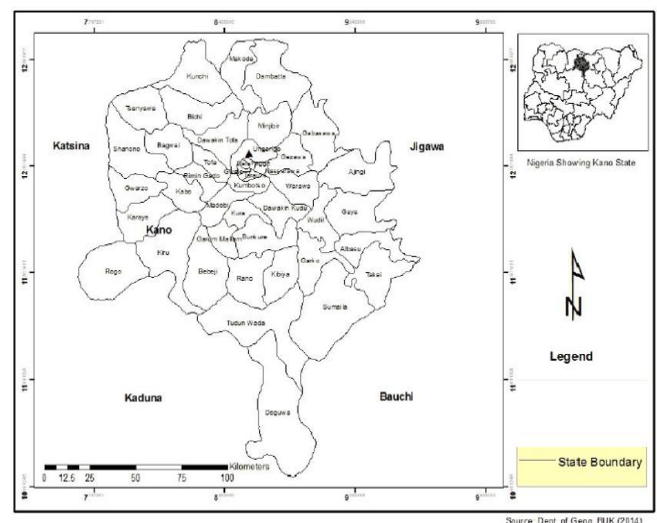 Makoda
Kunchi
Dambatta
Tsanyawa
Bichi
Minjibir
Gabasawa
Katsina
Dawakin Tofa
Ungongo
Jigawa
Shanono
Bagwai
Tofa
Gezawa
Ajingi
Rimin Gado
Nassarawa
Gwarzo
Kabo
Kumbotso
Warawa
Madobi
Dawakin Kudu
Gaya
Karaye
Kura
Wudil
Kano
Garum Mallam
Bunkure
Albasu
Kiru
Garko
Rogo
Bebeji
Rano
Kibiya
Takai
Sumaila
Tudun Wada
Kaduna
Doguwa
Bauchi
Kilometers
0 12.5 25 50 75 100
Nigeria Showing Kano State
N
Legend
State Boundary
Source: Dept. of Geog. BUK (2014)